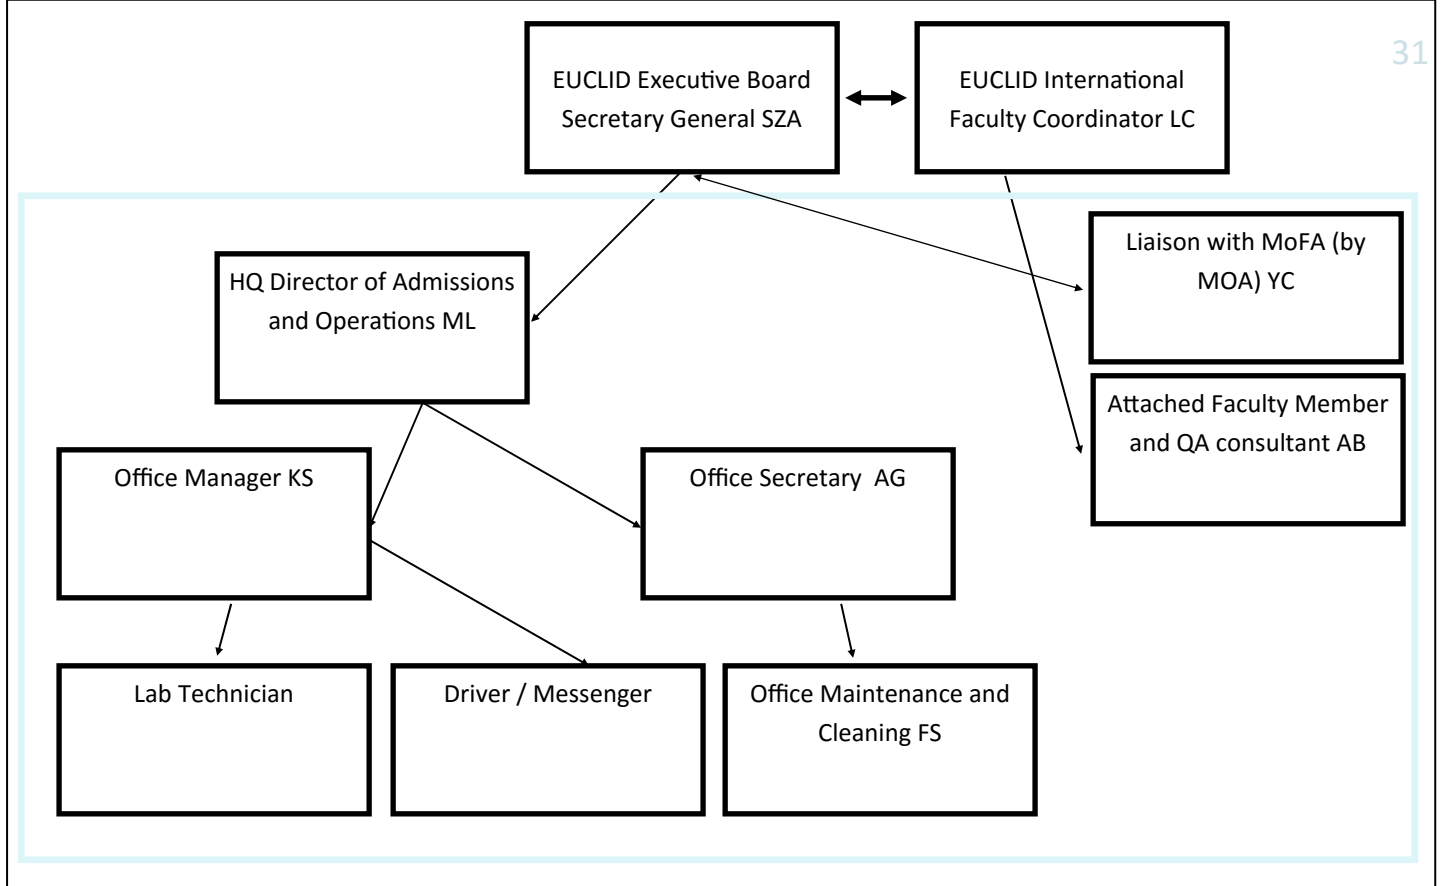 31
EUCLID Executive Board
Secretary General SZA
EUCLID International
Faculty Coordinator LC
Liaison with MoFA (by
MOA) YC
HQ Director of Admissions
and Operations ML
Attached Faculty Member
and QA consultant AB
Office Manager KS
Office Secretary  AG
Lab Technician
Driver / Messenger
Office Maintenance and
Cleaning FS